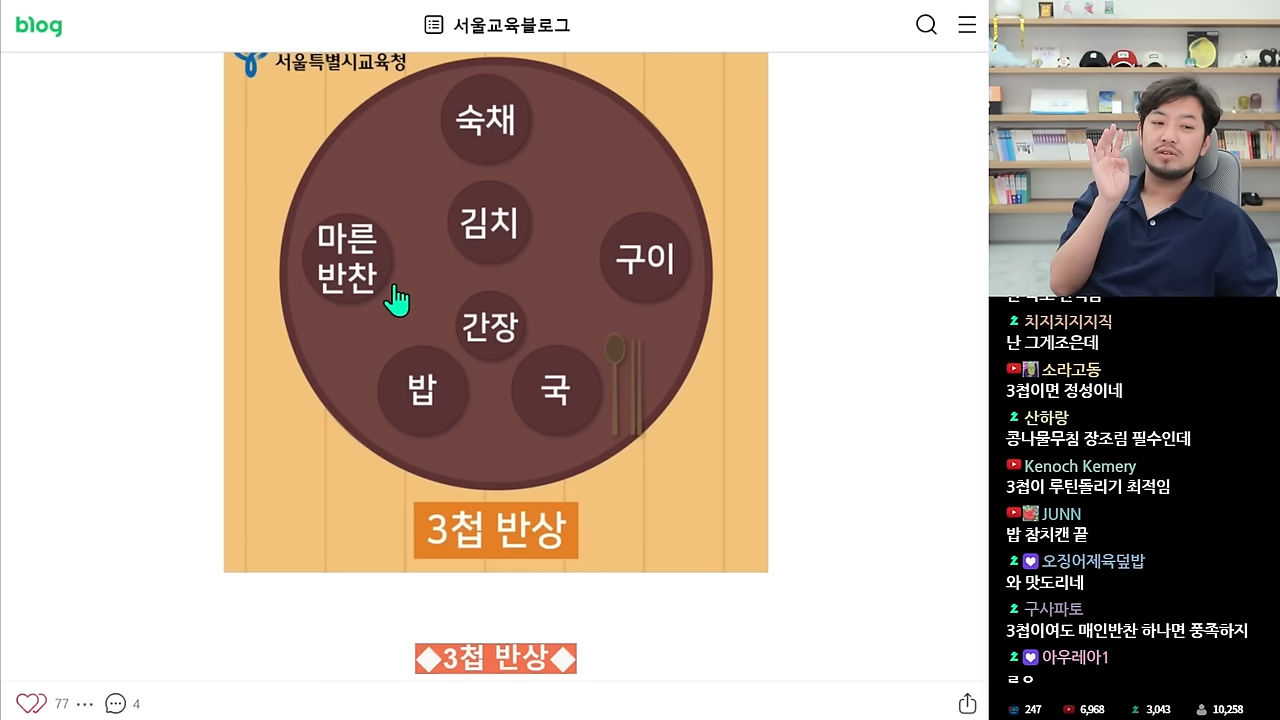 blog
서울교육블로그
서울특별시교육청
숙채
김치
마른
반찬
구이
간장
밥
국
3첩 반상
◆3첩 반상◆
77
4
치지치지지직
난 그게조은데
소라고동
3첩이면 정성이네
산하랑
콩나물무침 장조림 필수인데
Kenoch Kemery
3첩이 루틴돌리기 최적임
JUNN
밥 참치캔 끝
오징어제육덮밥
와 맛도리네
구사파토
3첩이여도 매인반찬 하나면 풍족하지
아우레아1
ㄹㅇ
247
6,968
3,043
10,258